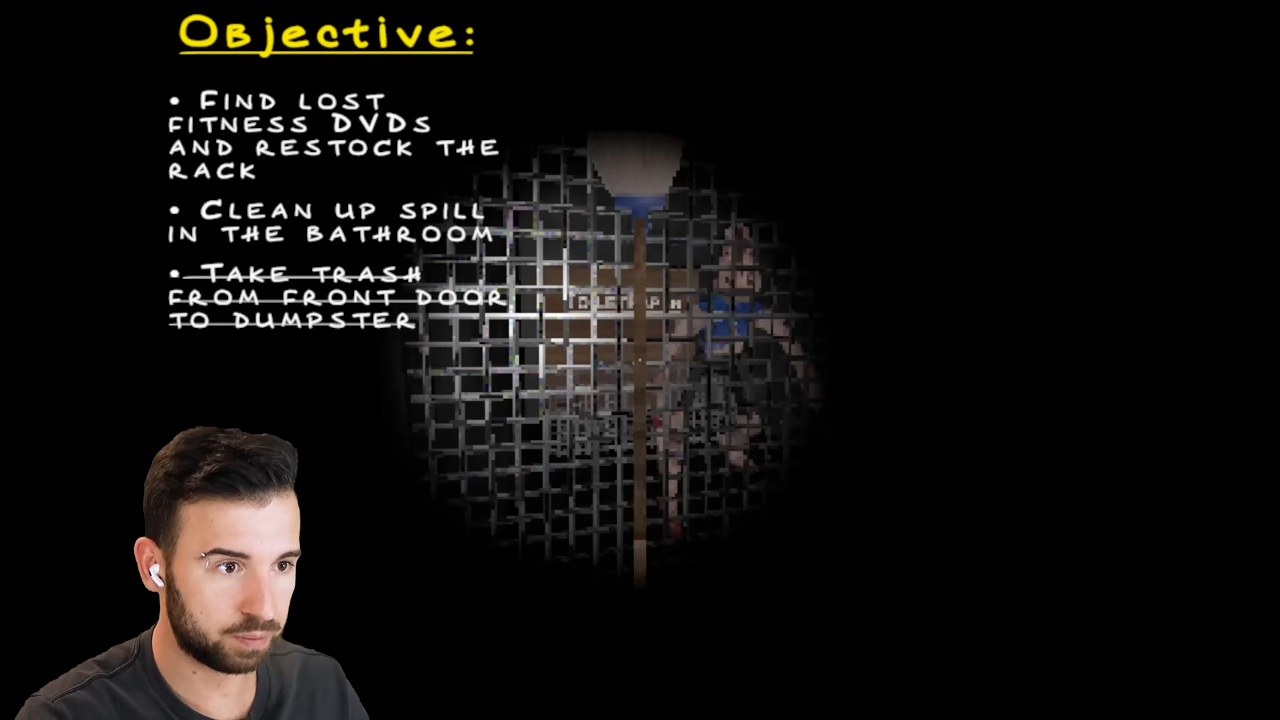 Objective:
• Find lost
fitness DVDs
and restock the
rack
• Clean up spill
in the bathroom
• Take trash
from front door
to dumpster